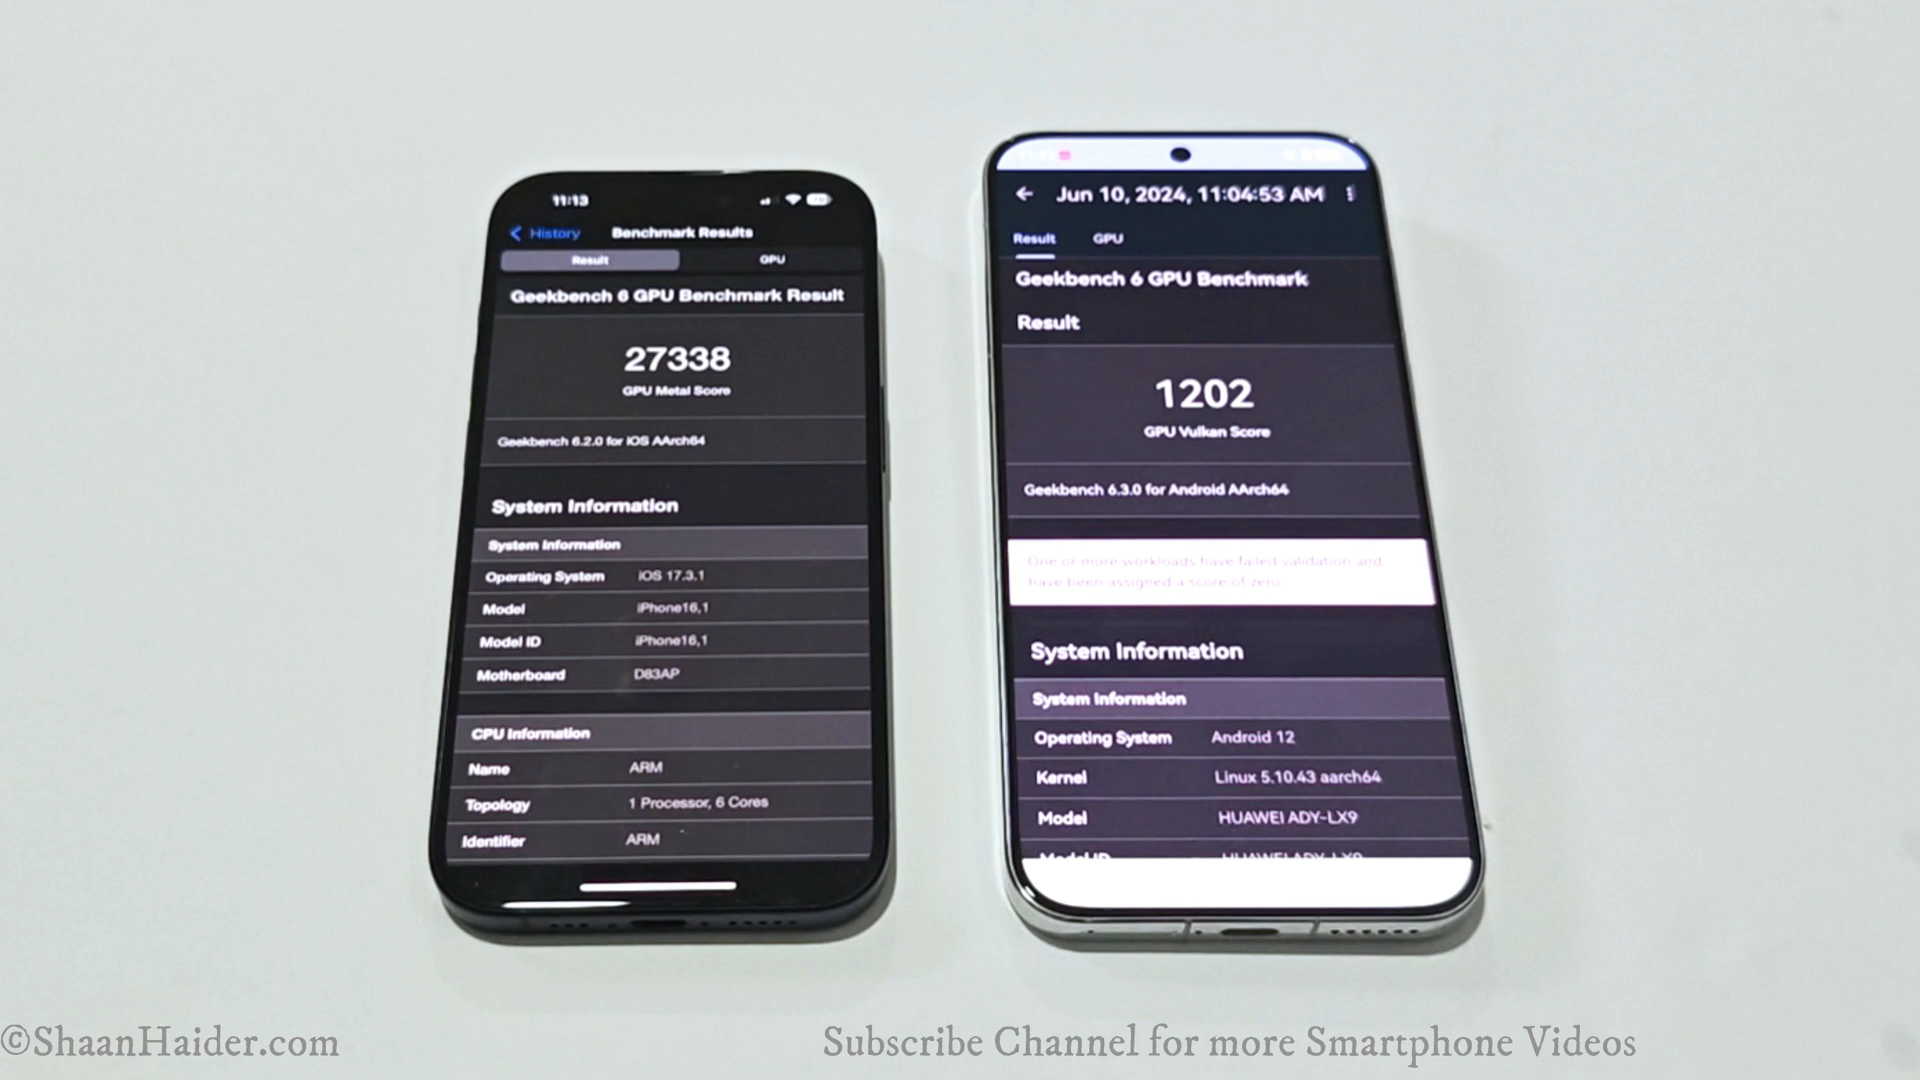 11:13
History
Benchmark Results
Result
GPU
Geekbench 6 GPU Benchmark Result
27338
GPU Metal Score
Geekbench 6.2.0 for iOS AArch64
System Information
System Information
Operating System iOS 17.3.1
Model iPhone16,1
Model ID iPhone16,1
Motherboard D83AP
CPU Information
Name ARM
Topology 1 Processor, 6 Cores
Identifier ARM
Jun 10, 2024, 11:04:53 AM
Result
GPU
Geekbench 6 GPU Benchmark
Result
1202
GPU Vulkan Score
Geekbench 6.3.0 for Android AArch64
One or more workloads have failed validation and
have been assigned a score of zero
System Information
System Information
Operating System Android 12
Kernel Linux 5.10.43 aarch64
Model HUAWEI ADY-LX9
Model ID HUAWEI ADY-LX9
©ShaanHaider.com
Subscribe Channel for more Smartphone Videos